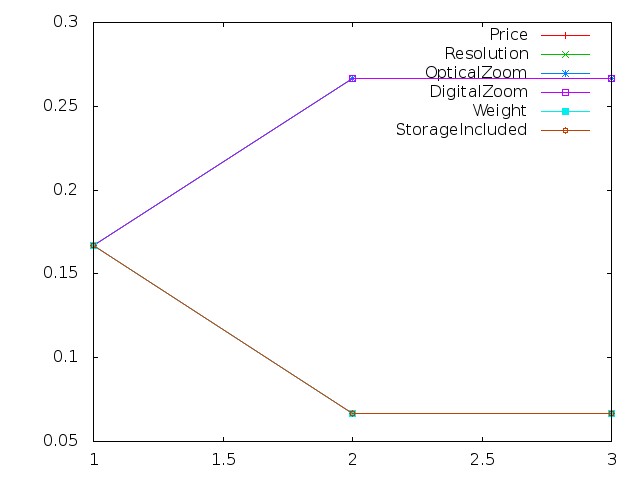 0.3
0.25
0.2
0.15
0.1
0.05
1
1.5
2
2.5
3
Price
Resolution
OpticalZoom
DigitalZoom
Weight
StorageIncluded